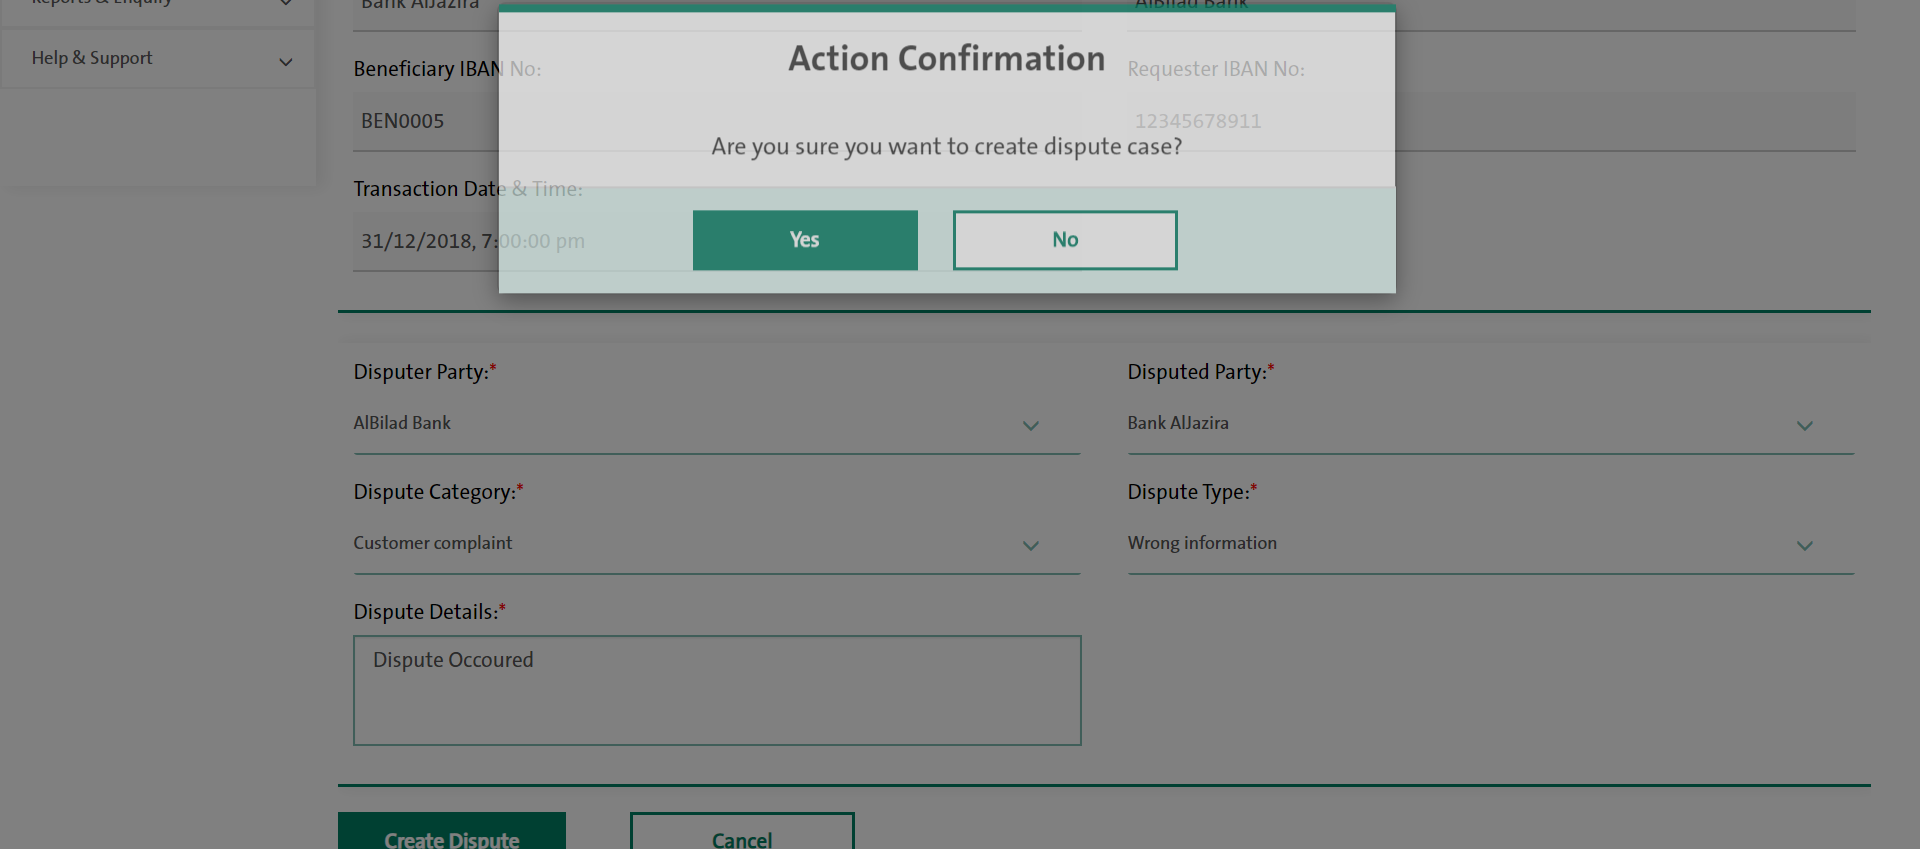 Reports & Enquiry
Help & Support
Bank AlJazira
AlBilad Bank
Beneficiary IBAN No:
Requester IBAN No:
BEN0005
12345678911
Transaction Date & Time:
31/12/2018, 7:00:00 pm
Action Confirmation
Are you sure you want to create dispute case?
Yes
No
Disputer Party:*
Disputed Party:*
AlBilad Bank
Bank AlJazira
Dispute Category:*
Dispute Type:*
Customer complaint
Wrong information
Dispute Details:*
Dispute Occoured
Create Dispute
Cancel